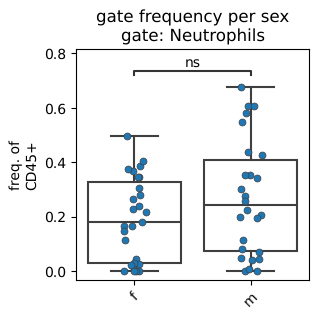 gate frequency per sex
gate: Neutrophils
ns
freq. of
CD45+
0.8
0.6
0.4
0.2
0.0
f
m